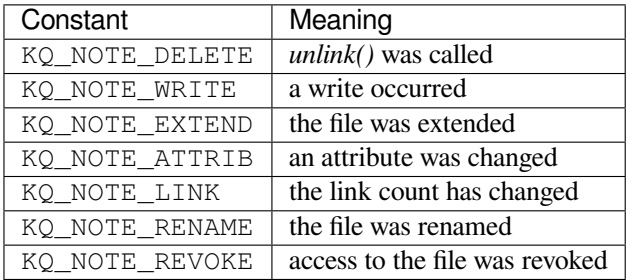 Constant Meaning
KQ_NOTE_DELETE unlink() was called
KQ_NOTE_WRITE a write occurred
KQ_NOTE_EXTEND the file was extended
KQ_NOTE_ATTRIB an attribute was changed
KQ_NOTE_LINK the link count has changed
KQ_NOTE_RENAME the file was renamed
KQ_NOTE_REVOKE access to the file was revoked